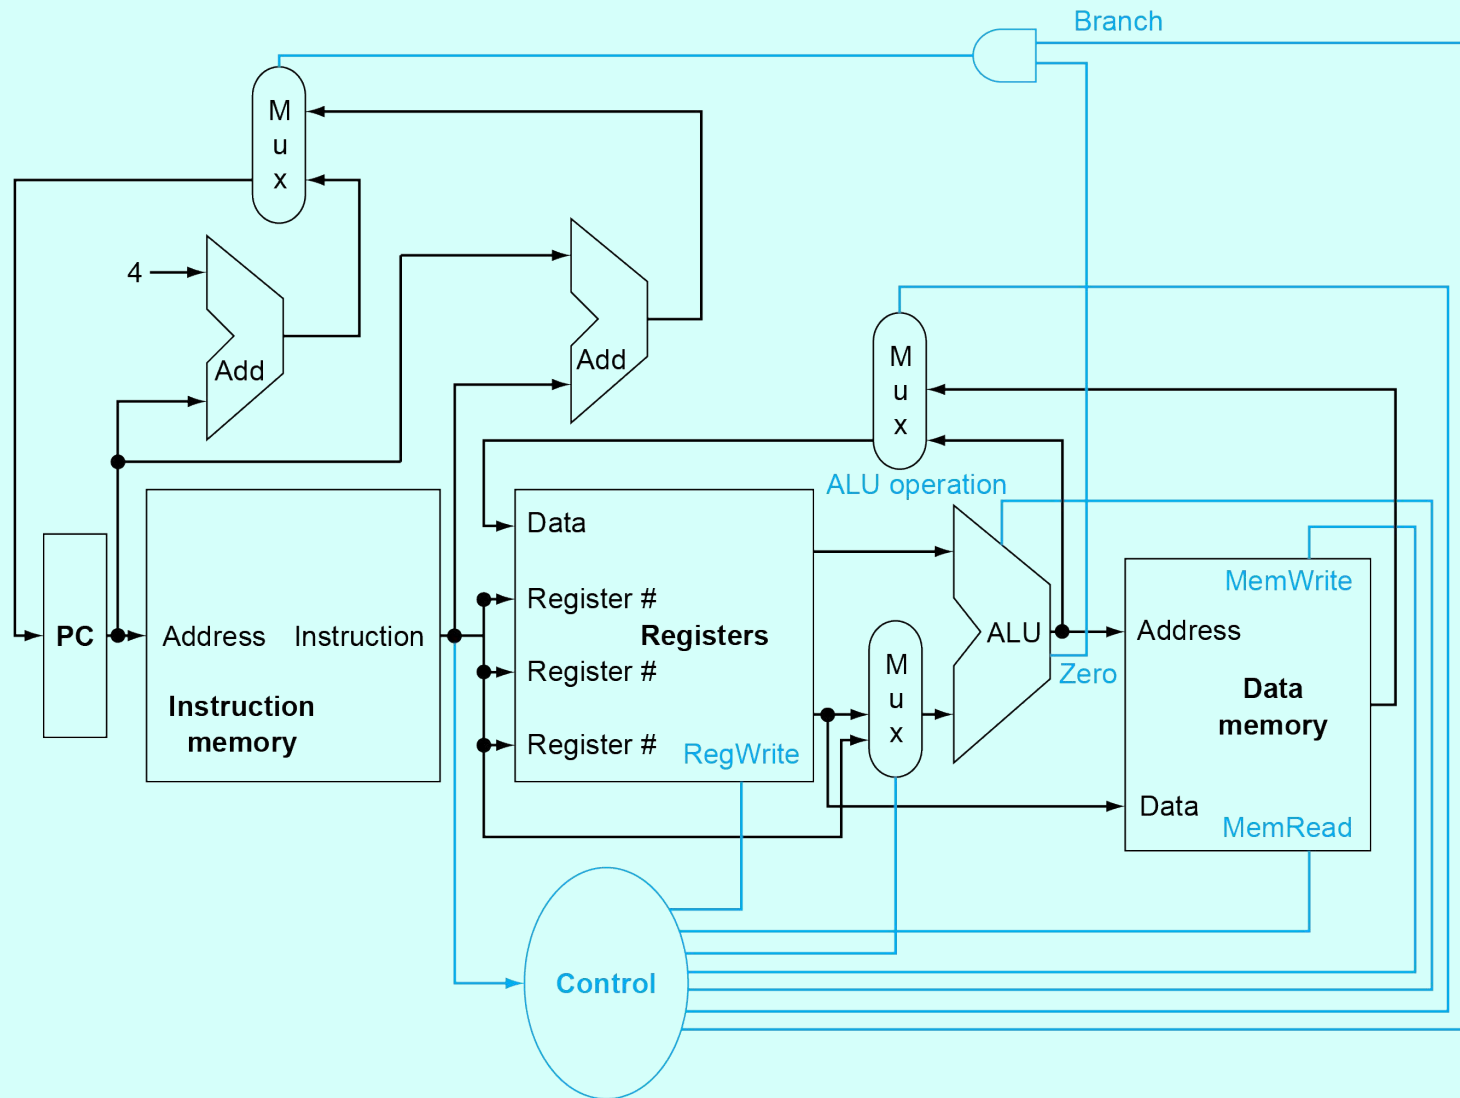 Branch
M
u
x
4
Add
Add
M
u
x
ALU operation
Data
MemWrite
Register #
PC
Address
Instruction
Registers
ALU
Address
M
u
x
Register #
Zero
Data
memory
Instruction
memory
Register #
RegWrite
Data
MemRead
Control